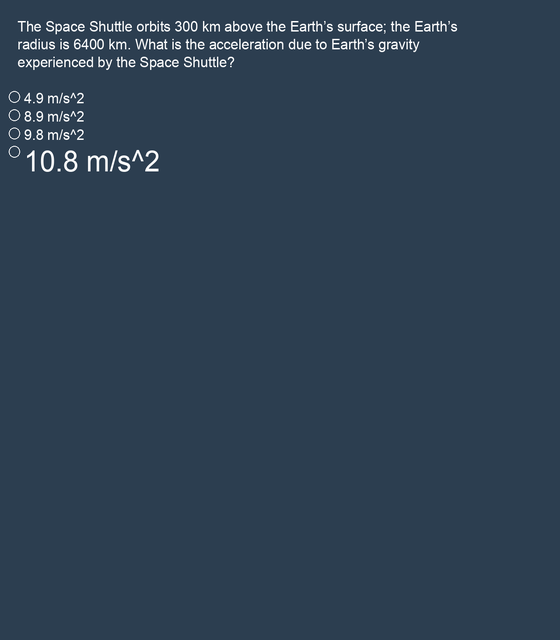 The Space Shuttle orbits 300 km above the Earth’s surface; the Earth’s
radius is 6400 km. What is the acceleration due to Earth’s gravity
experienced by the Space Shuttle?
4.9 m/s^2
8.9 m/s^2
9.8 m/s^2
10.8 m/s^2